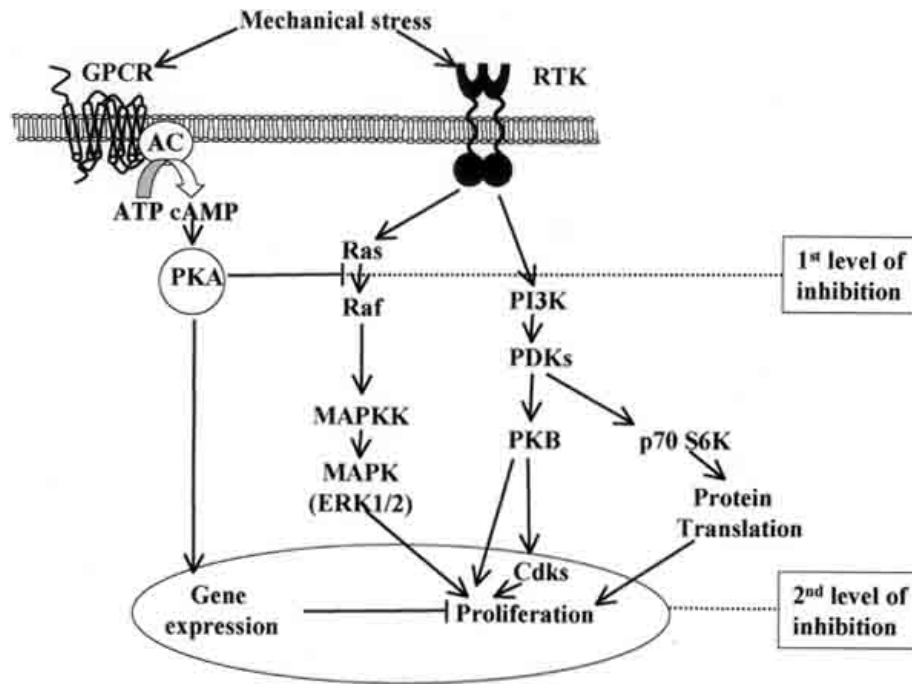 Mechanical stress
GPCR
RTK
AC
ATP cAMP
PKA
Ras
Raf
1st level of
inhibition
PI3K
PDKs
MAPKK
PKB
p70 S6K
MAPK
(ERK1/2)
Protein
Translation
Cdks
Gene
expression
Proliferation
2nd level of
inhibition